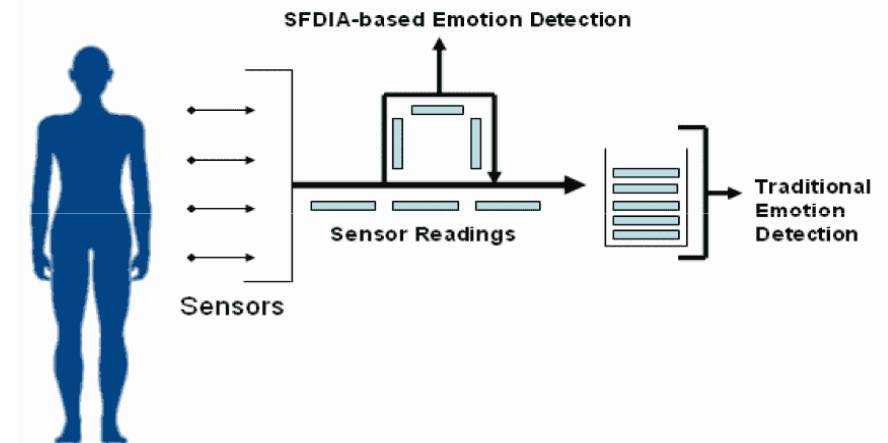 SFDIA-based Emotion Detection
Sensor Readings
Sensors
Traditional
Emotion
Detection